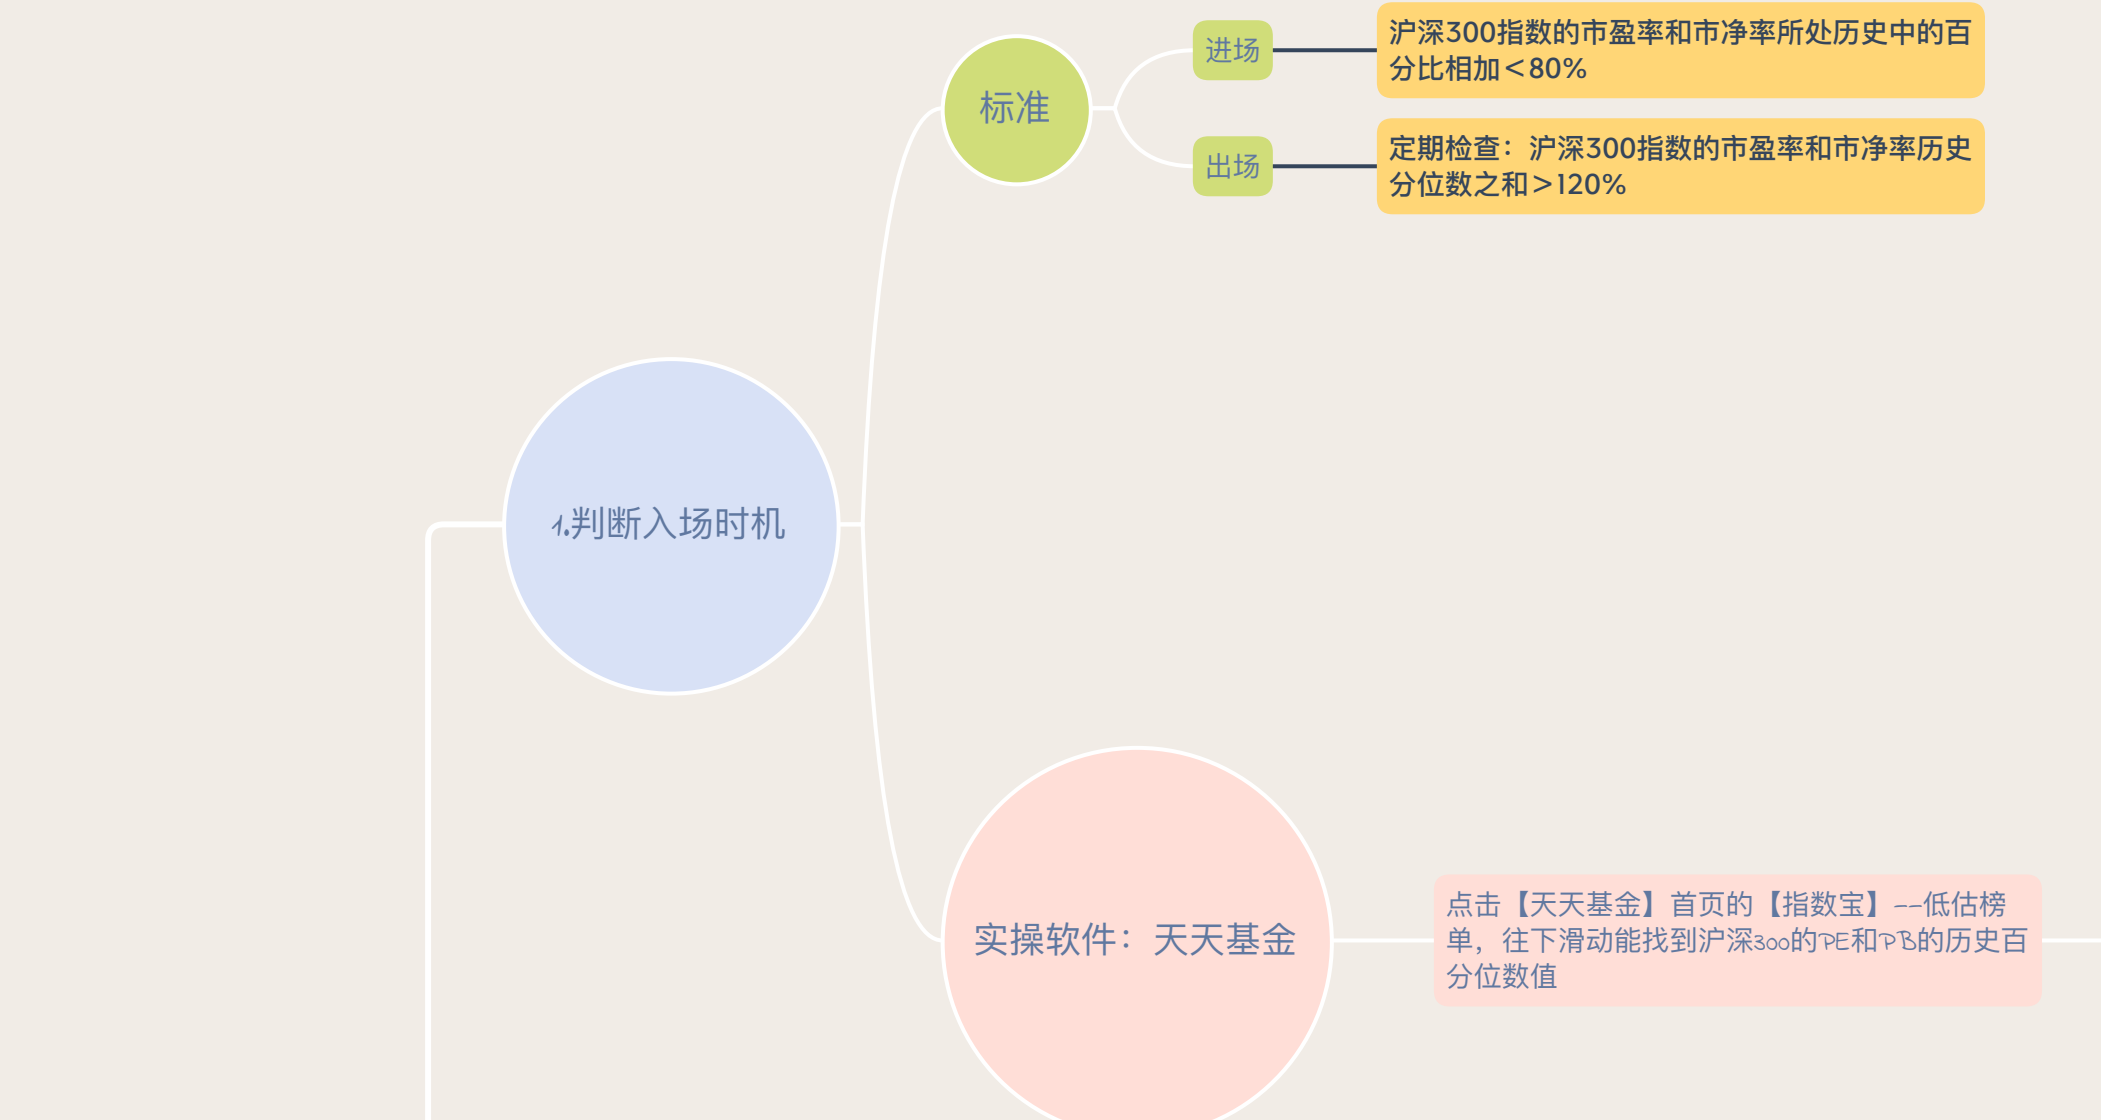 标准
进场
沪深300指数的市盈率和市净率所处历史中的百
分比相加＜80%
出场
定期检查：沪深300指数的市盈率和市净率历史
分位数之和＞120%
1.判断入场时机
实操软件：天天基金
点击【天天基金】首页的【指数宝】--低估榜
单，往下滑动能找到沪深300的PE和PB的历史百
分位数值